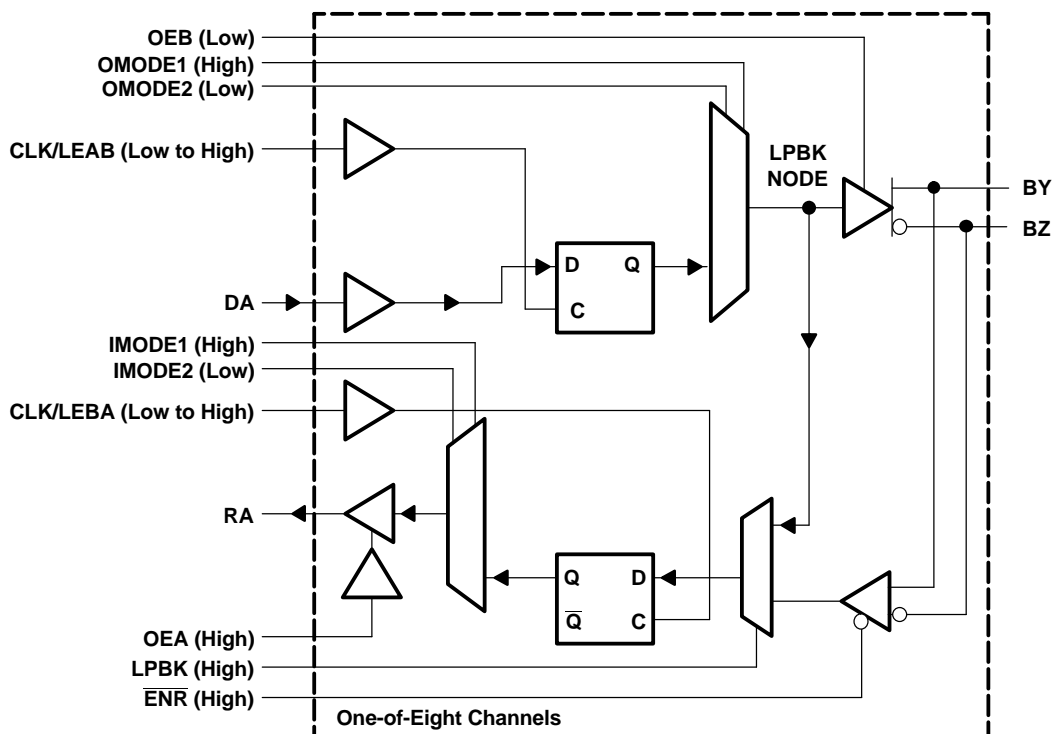 OEB (Low)
OMODE1 (High)
OMODE2 (Low)
CLK/LEAB (Low to High)
LPBK
NODE
BY
BZ
D
Q
C
DA
IMODE1 (High)
IMODE2 (Low)
CLK/LEBA (Low to High)
RA
Q
D
Q̅
C
OEA (High)
LPBK (High)
E̅N̅R̅ (High)
One-of-Eight Channels